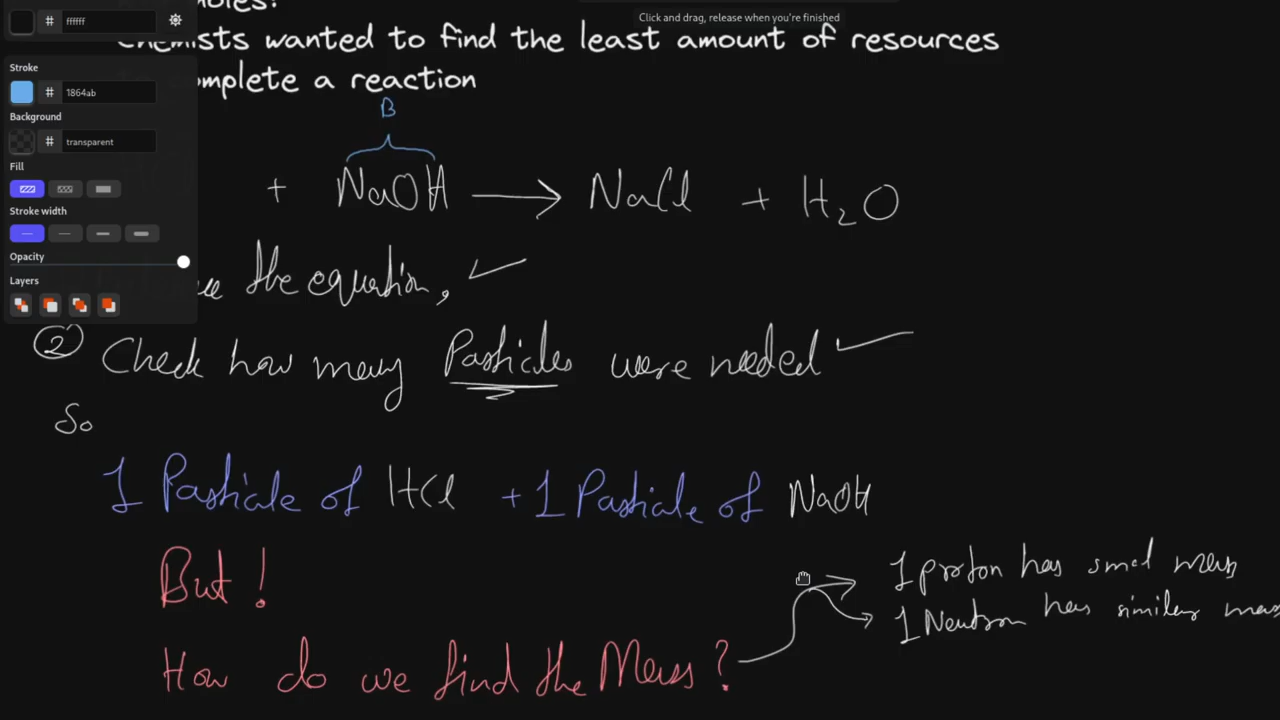 # ffffff
Click and drag, release when you're finished
Chemists wanted to find the least amount of resources
Stroke
mplete a reaction
# 1864ab
B
Background
# transparent
Fill
+ NaOH → NaCl + H₂O
Stroke width
Opacity
the equation, ✓
Layers
② Check how many Particles were needed ✓
So
1 Particle of HCl + 1 Particle of NaOH
But !
1 proton has small mass
1 Neutron has similar mass
How do we find the Mass ?